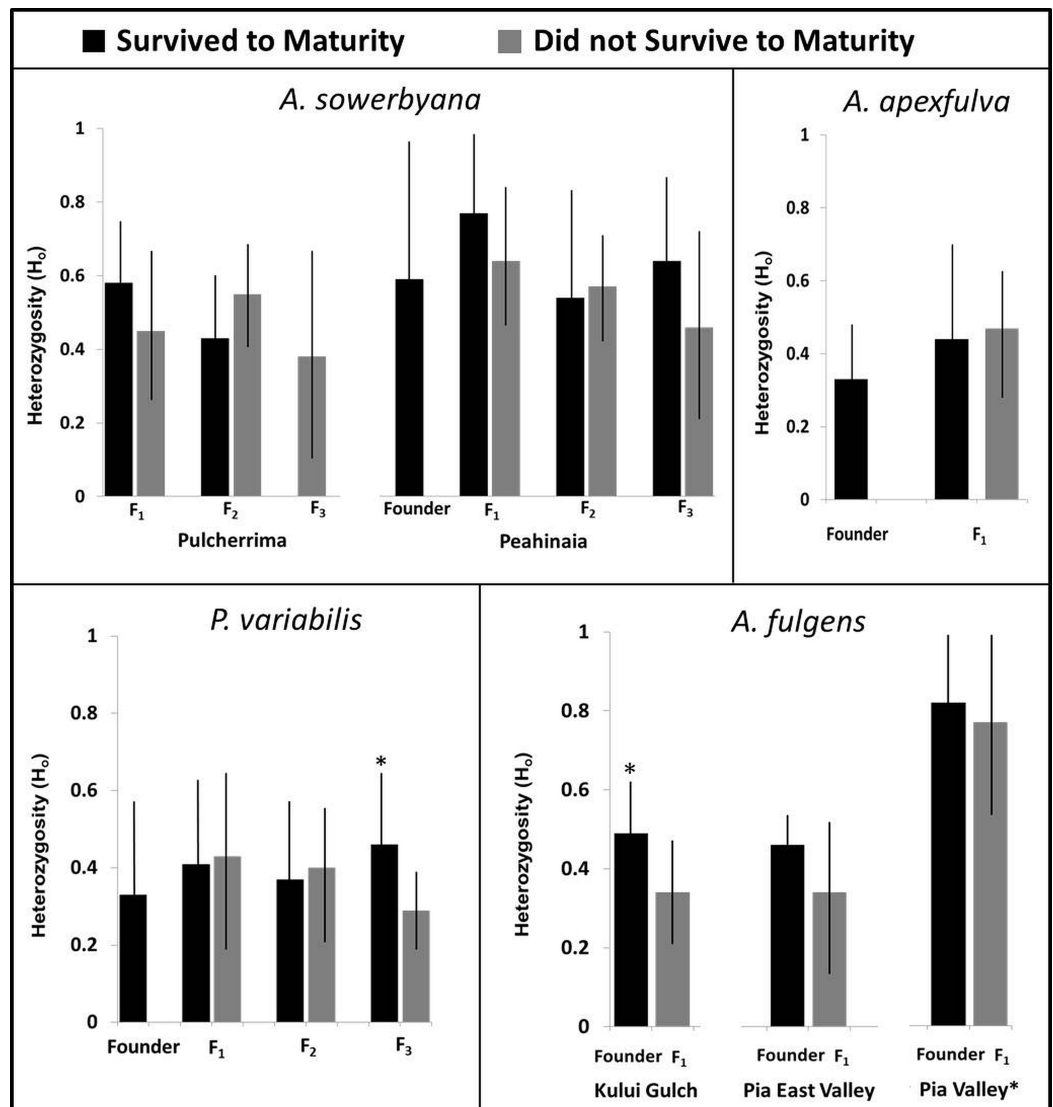 Survived to Maturity Did not Survive to Maturity
A. sowerbyana
Heterozygosity (Hₒ)
1
0.8
0.6
0.4
0.2
0
F₁ F₂ F₃ Founder F₁ F₂ F₃
Pulcherrima Peahinaia
A. apexfulva
Heterozygosity (Hₒ)
1
0.8
0.6
0.4
0.2
0
Founder F₁
P. variabilis
Heterozygosity (Hₒ)
1
0.8
0.6
0.4
0.2
0
*
Founder F₁ F₂ F₃
A. fulgens
Heterozygosity (Hₒ)
1
0.8
0.6
0.4
0.2
0
*
Founder F₁ Founder F₁ Founder F₁
Kului Gulch Pia East Valley Pia Valley*